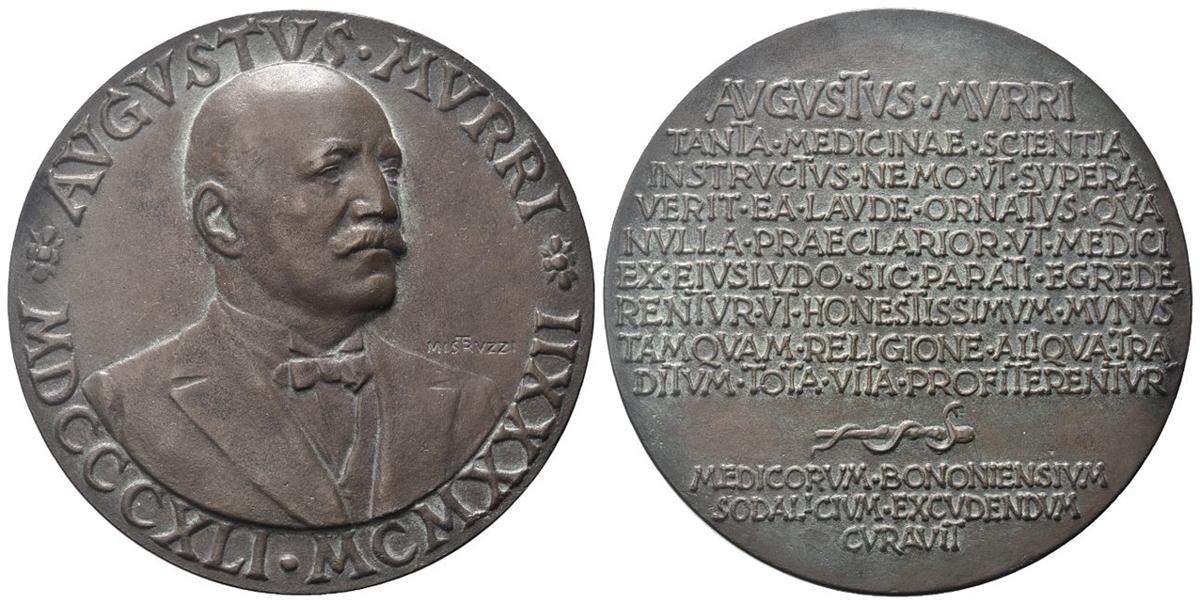 AVGVSTVS · MVRRI
MDCCCXLI · MCMXXXII
MISTRVZZI
AVGVSTVS · MVRRI
TANTA · MEDICINAE · SCIENTIA
INSTRVCTVS · NEMO · VT · SVPERA
VERIT · EA · LAVDE · ORNATVS · QVA
NVLLA · PRAECLARIOR · VT · MEDICI
EX · EIVS LVDO · SIC · PARATI · EGREDE
RENTVR · VT · HONESTISSIMVM · MVNVS
TAMQVAM · RELIGIONE · ALIQVA · TRA
DITVM · TOTA · VITA · PROFITERENTVR
MEDICORVM · BONONIENSIVM
SODALICIVM · EXCVDENDVM
CVRAVIT